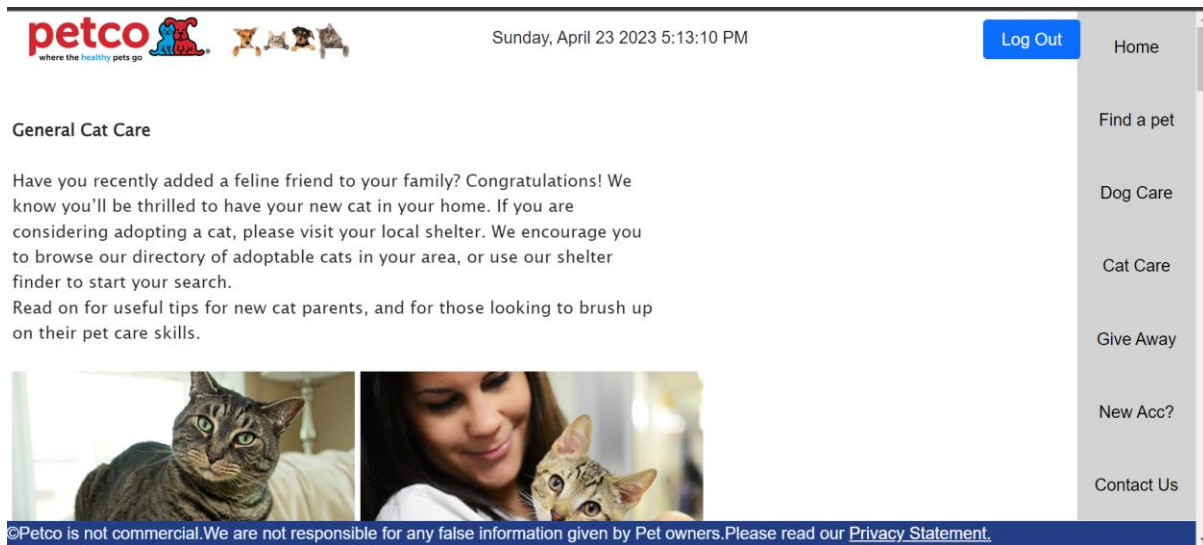 petco
where the healthy pets go
Sunday, April 23 2023 5:13:10 PM
Log Out
Home
Find a pet
Dog Care
Cat Care
Give Away
New Acc?
Contact Us
General Cat Care
Have you recently added a feline friend to your family? Congratulations! We
know you’ll be thrilled to have your new cat in your home. If you are
considering adopting a cat, please visit your local shelter. We encourage you
to browse our directory of adoptable cats in your area, or use our shelter
finder to start your search.
Read on for useful tips for new cat parents, and for those looking to brush up
on their pet care skills.
©Petco is not commercial.We are not responsible for any false information given by Pet owners.Please read our Privacy Statement.